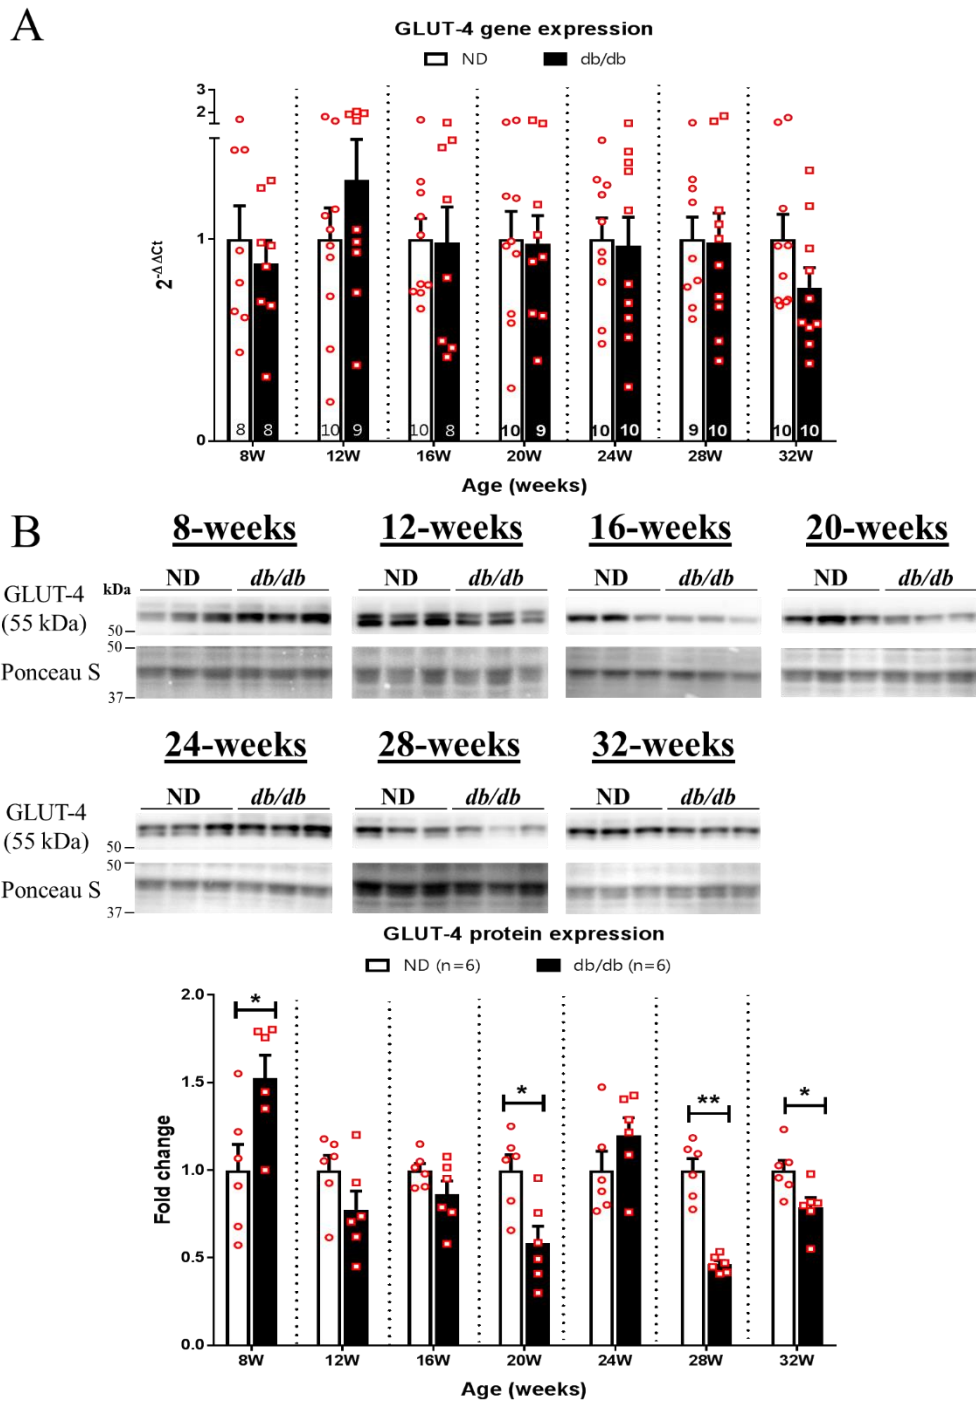 A
GLUT-4 gene expression
ND db/db
3
2
1
0
2^-ΔΔCt
8 8 10 9 10 8 10 9 10 10 9 10 10 10
8W 12W 16W 20W 24W 28W 32W
Age (weeks)
B
8-weeks 12-weeks 16-weeks 20-weeks
ND db/db ND db/db ND db/db ND db/db
GLUT-4 kDa
(55 kDa)
50
50
Ponceau S
37
24-weeks 28-weeks 32-weeks
ND db/db ND db/db ND db/db
GLUT-4
(55 kDa)
50
50
Ponceau S
37
GLUT-4 protein expression
ND (n=6) db/db (n=6)
2.0
1.5
1.0
0.5
0.0
Fold change
* * ** *
8W 12W 16W 20W 24W 28W 32W
Age (weeks)